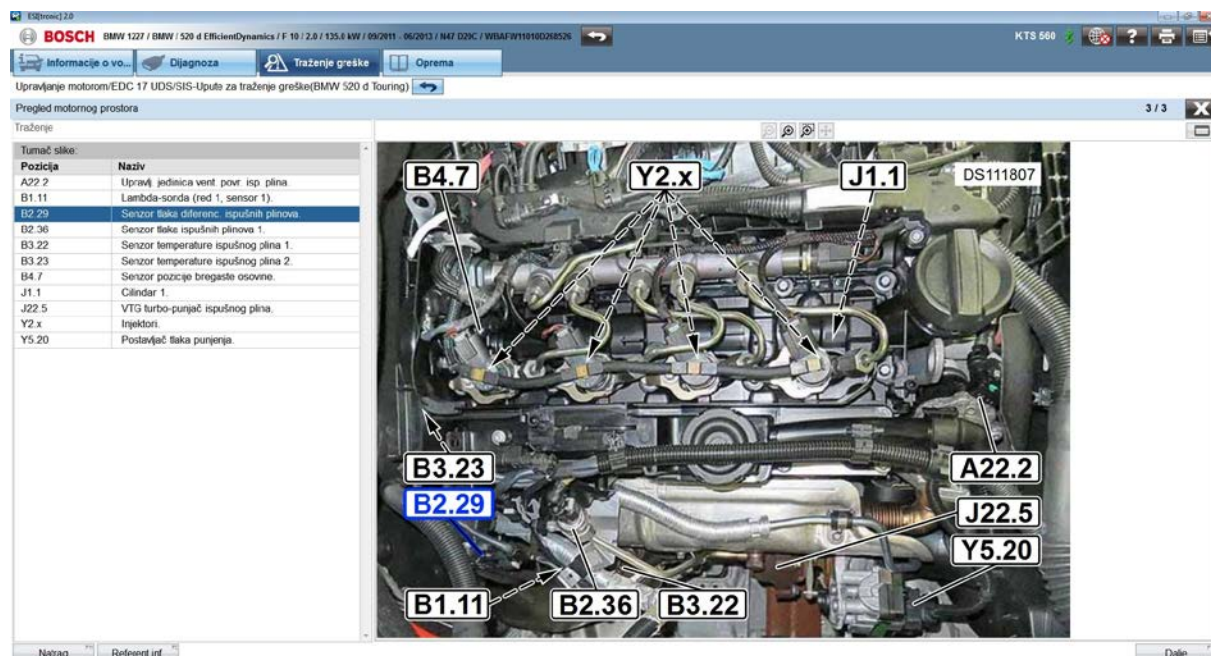 ESI[tronic] 2.0
BOSCH BMW 1227 / BMW / 520 d EfficientDynamics / F 10 / 2.0 / 135.0 kW / 09/2011 - 06/2013 / N47 D20C / WBAFW11010D268526 KTS 560
Informacije o vo... Dijagnoza Traženje greške Oprema
Upravljanje motorom/EDC 17 UDS/SIS-Upute za traženje greške(BMW 520 d Touring)
Pregled motornog prostora 3 / 3
Traženje
Tumač slike:
Pozicija Naziv
A22.2 Upravlj. jedinica vent. povr. isp. plina.
B1.11 Lambda-sonda (red 1, sensor 1).
B2.29 Senzor tlaka diferenc. ispušnih plinova.
B2.36 Senzor tlake ispušnih plinova 1.
B3.22 Senzor temperature ispušnog plina 1.
B3.23 Senzor temperature ispušnog plina 2.
B4.7 Senzor pozicije bregaste osovine.
J1.1 Cilindar 1.
J22.5 VTG turbo-punjač ispušnog plina.
Y2.x Injektori.
Y5.20 Postavljač tlaka punjenja.
B4.7 Y2.x J1.1 DS111807
B3.23 A22.2
B2.29 J22.5
Y5.20
B1.11 B2.36 B3.22
Natrag Referent.inf. Dalje